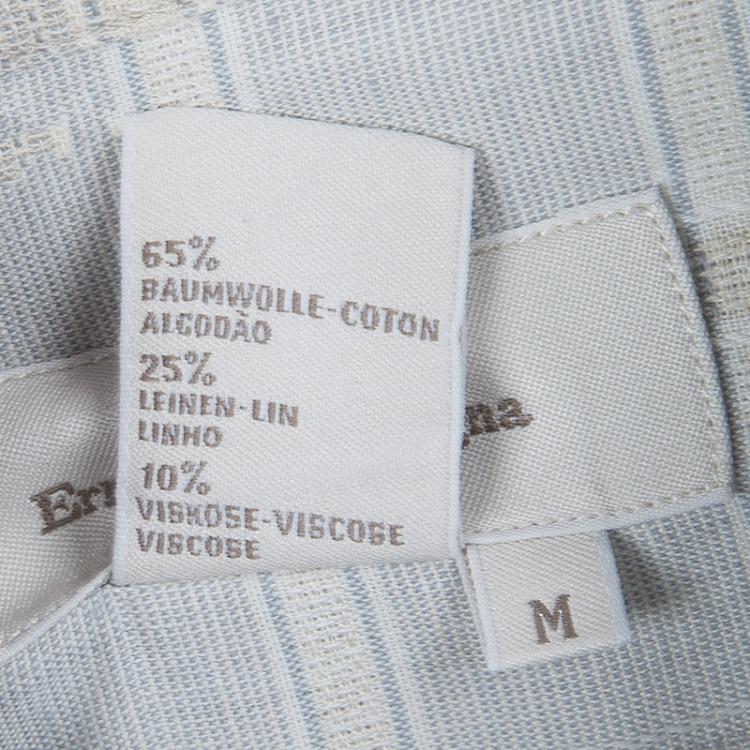 65%
BAUMWOLLE-COTON
ALGODÃO
25%
LEINEN-LIN
LINHO
10%
VISKOSE-VISCOSE
VISCOSE
M